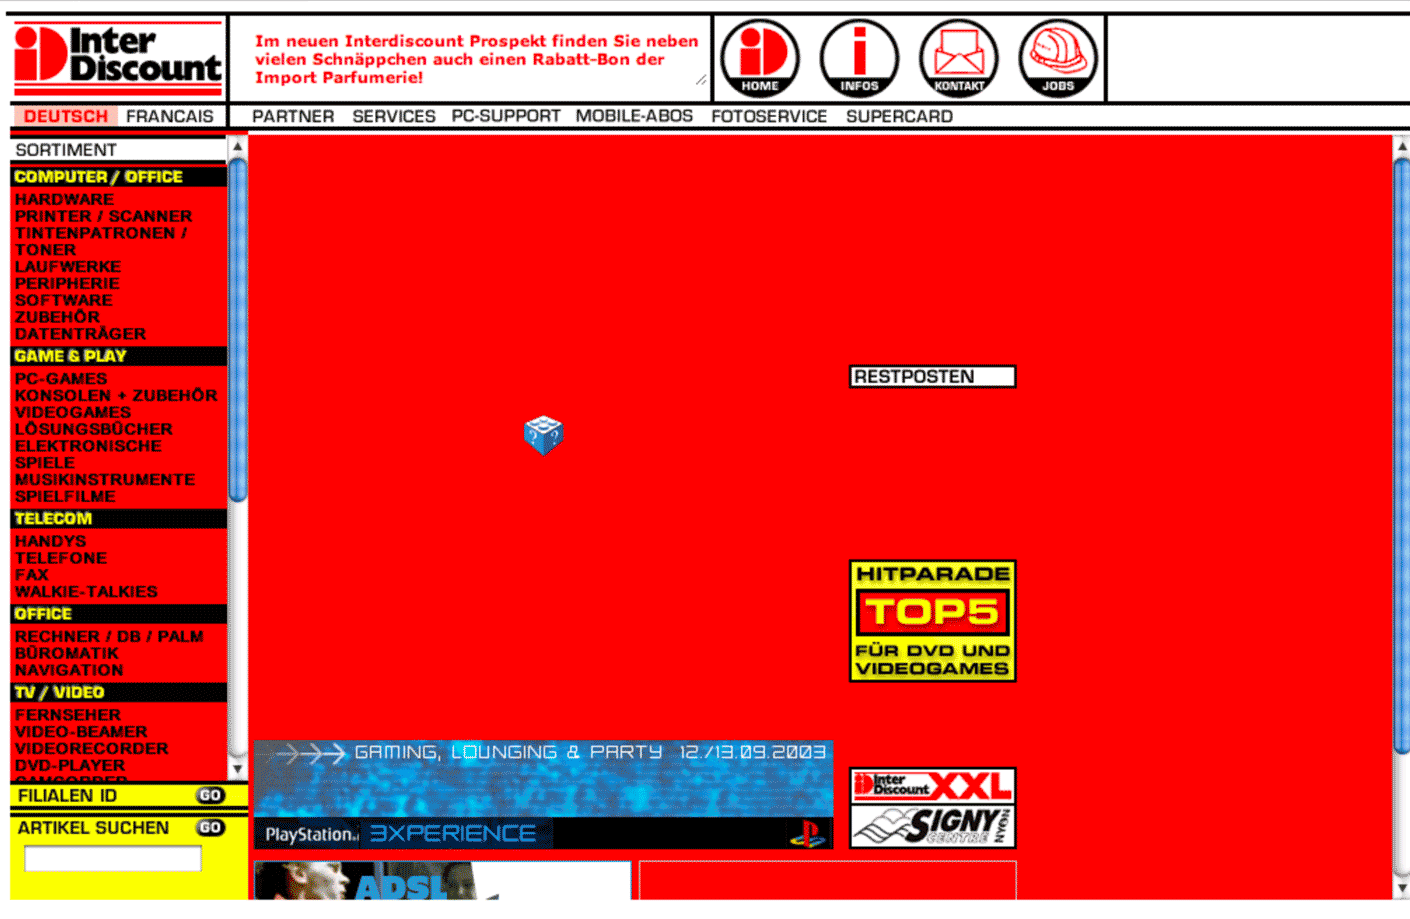 iD Inter
Discount
Im neuen Interdiscount Prospekt finden Sie neben
vielen Schnäppchen auch einen Rabatt-Bon der
Import Parfumerie!
iD
HOME
i
INFOS
KONTAKT
JOBS
DEUTSCH FRANCAIS
PARTNER SERVICES PC-SUPPORT MOBILE-ABOS FOTOSERVICE SUPERCARD
SORTIMENT
COMPUTER / OFFICE
HARDWARE
PRINTER / SCANNER
TINTENPATRONEN /
TONER
LAUFWERKE
PERIPHERIE
SOFTWARE
ZUBEHÖR
DATENTRÄGER
GAME & PLAY
PC-GAMES
KONSOLEN + ZUBEHÖR
VIDEOGAMES
LÖSUNGSBÜCHER
ELEKTRONISCHE
SPIELE
MUSIKINSTRUMENTE
SPIELFILME
TELECOM
HANDYS
TELEFONE
FAX
WALKIE-TALKIES
OFFICE
RECHNER / DB / PALM
BÜROMATIK
NAVIGATION
TV / VIDEO
FERNSEHER
VIDEO-BEAMER
VIDEORECORDER
DVD-PLAYER
CAMCORDER
FILIALEN ID GO
ARTIKEL SUCHEN GO
? ?
RESTPOSTEN
HITPARADE
TOP5
FÜR DVD UND
VIDEOGAMES
GAMING, LOUNGING & PARTY 12./13.09.2003
PlayStation. 3XPERIENCE
iD Inter
Discount XXL
SIGNY
CENTRE
ADSL